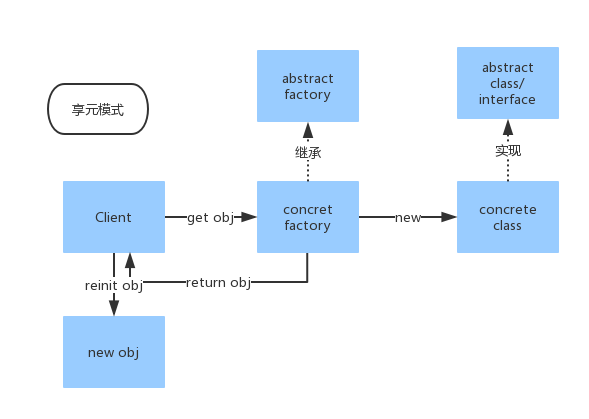 享元模式
abstract
factory
abstract
class/
interface
继承
实现
Client
get obj
concret
factory
new
concrete
class
reinit obj
return obj
new obj